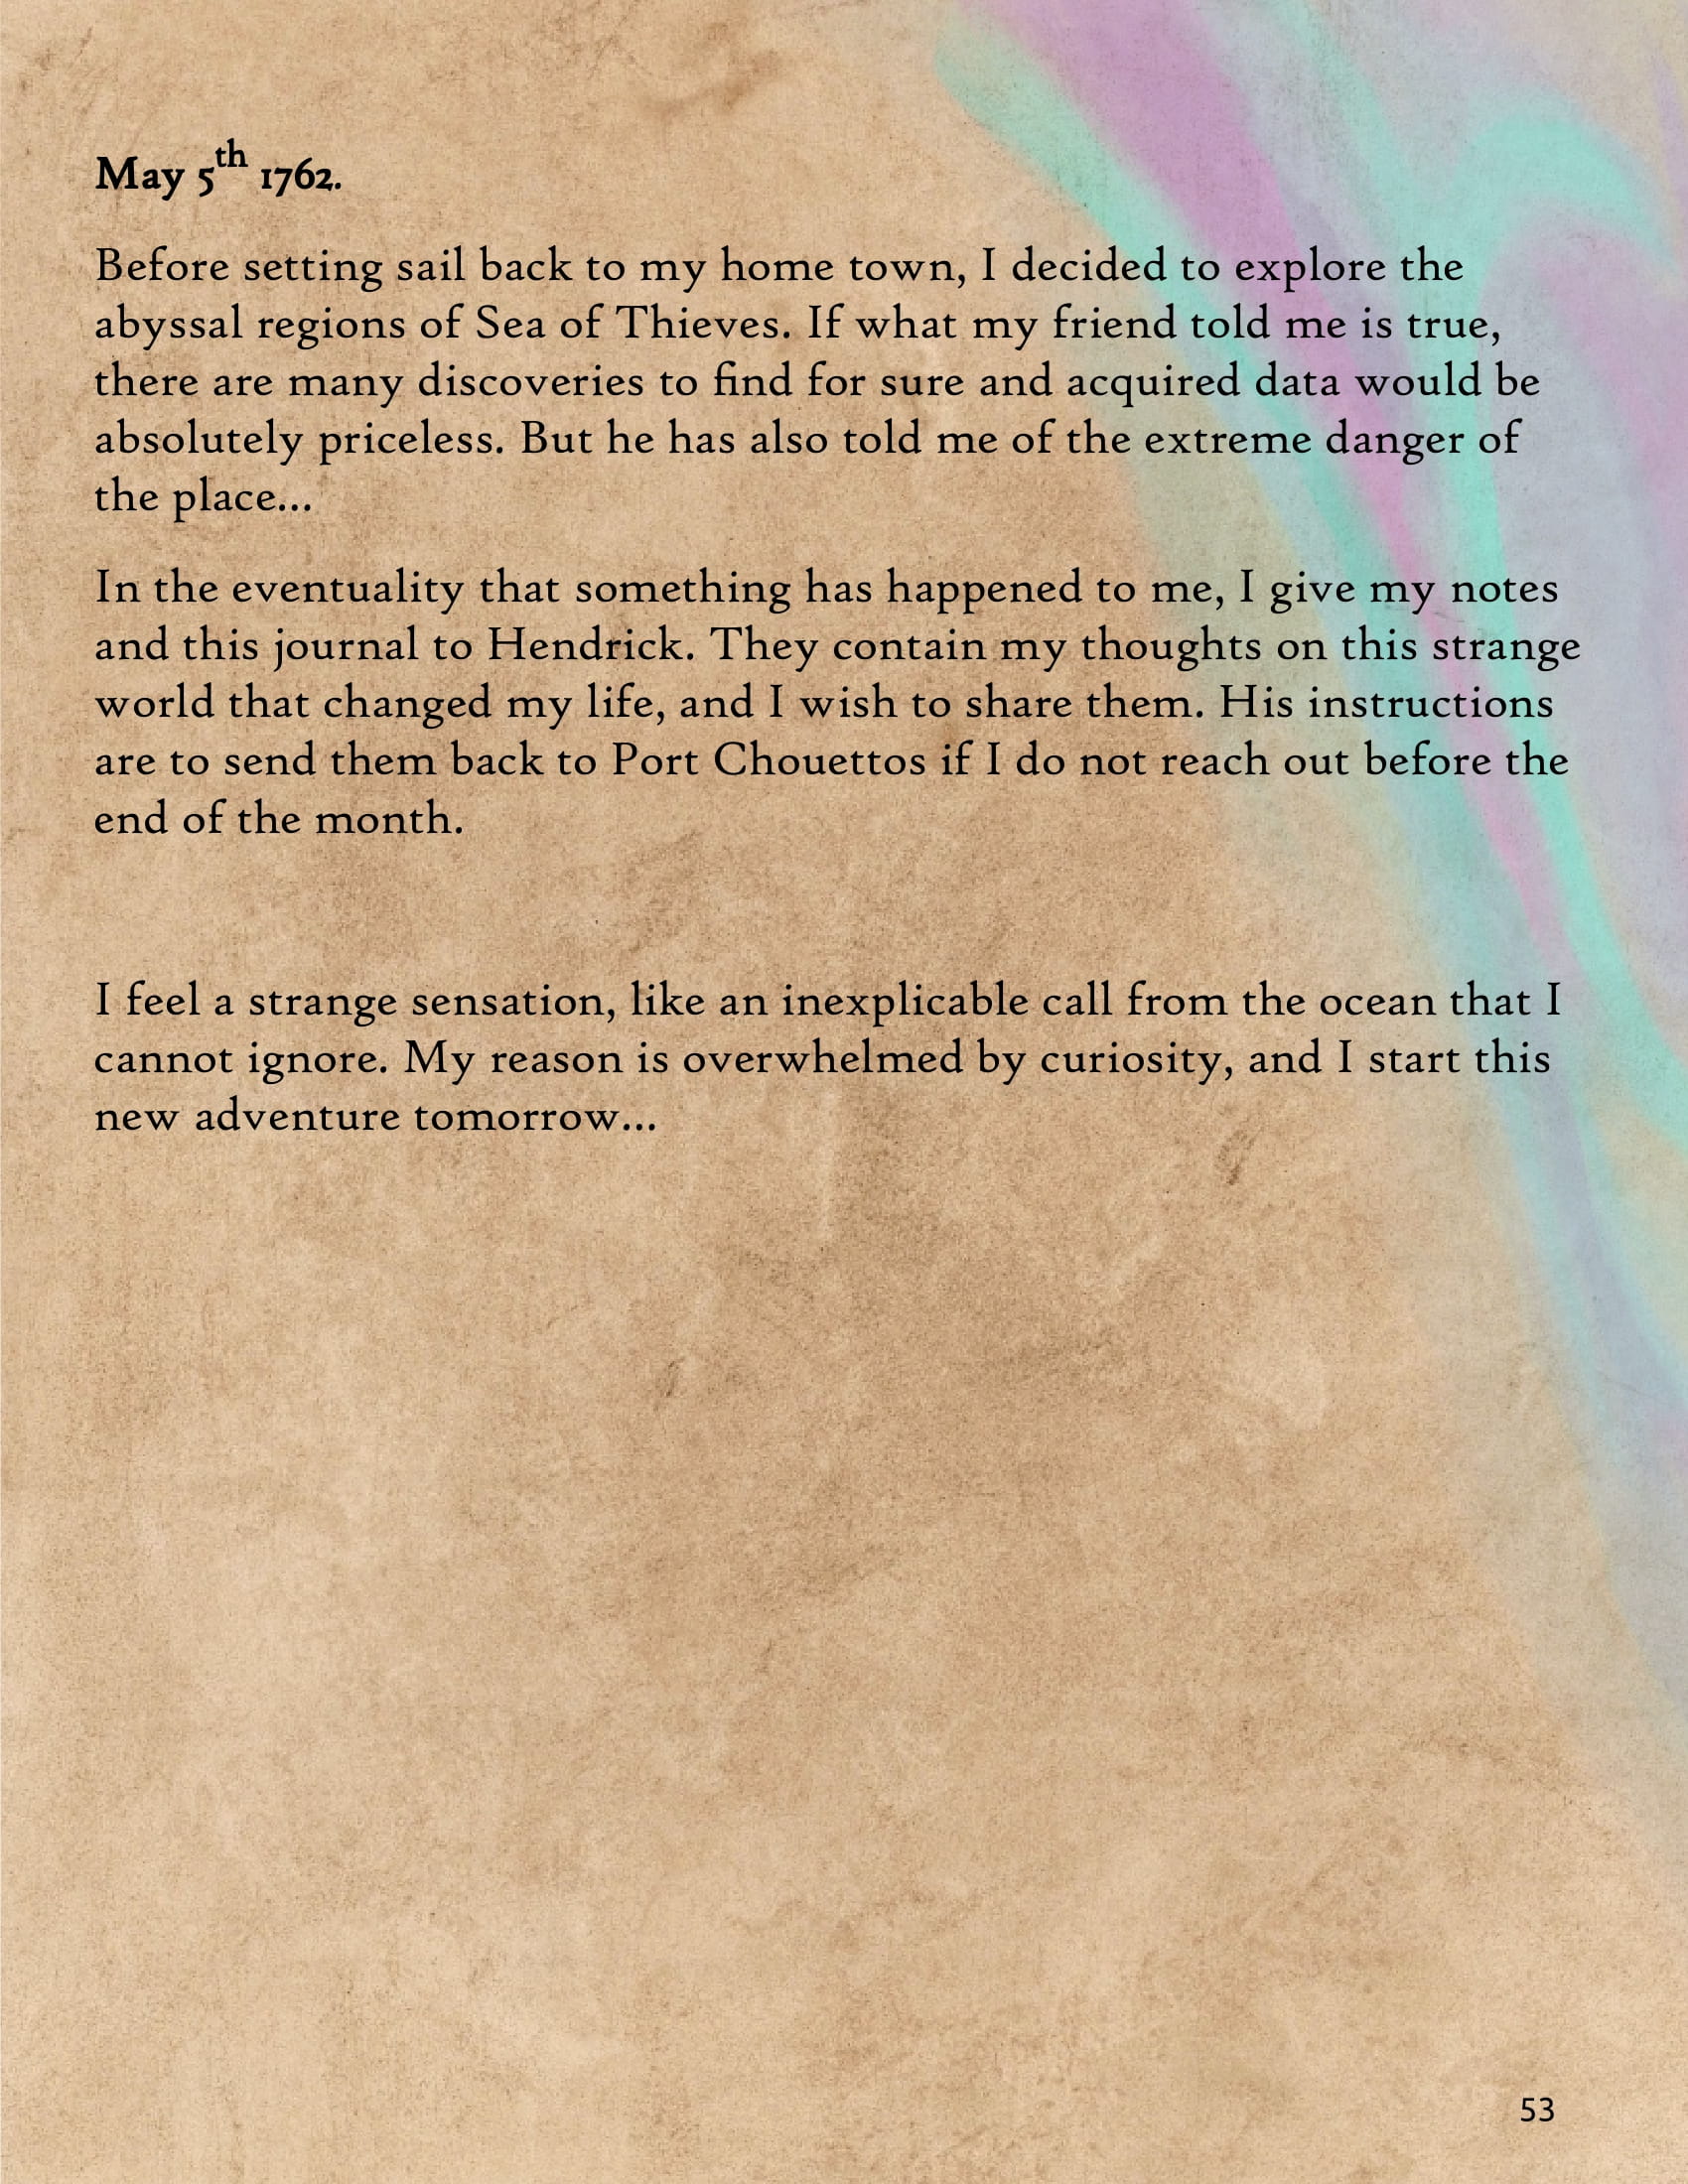 May 5th 1762.
Before setting sail back to my home town, I decided to explore the
abyssal regions of Sea of Thieves. If what my friend told me is true,
there are many discoveries to find for sure and acquired data would be
absolutely priceless. But he has also told me of the extreme danger of
the place...
In the eventuality that something has happened to me, I give my notes
and this journal to Hendrick. They contain my thoughts on this strange
world that changed my life, and I wish to share them. His instructions
are to send them back to Port Chouettos if I do not reach out before the
end of the month.
I feel a strange sensation, like an inexplicable call from the ocean that I
cannot ignore. My reason is overwhelmed by curiosity, and I start this
new adventure tomorrow...
53